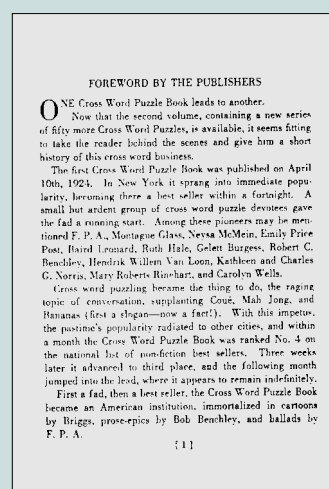 FOREWORD BY THE PUBLISHERS
ONE Cross Word Puzzle Book leads to another.
Now that the second volume, containing a new series
of fifty more Cross Word Puzzles, is available, it seems fitting
to take the reader behind the scenes and give him a short
history of this cross word business.
The first Cross Word Puzzle Book was published on April
10th, 1924. In New York it sprang into immediate popu-
larity, becoming there a best seller within a fortnight. A
small but ardent group of cross word puzzle devotees gave
the fad a running start. Among these pioneers may be men-
tioned F. P. A., Montague Glass, Neysa McMein, Emily Price
Post, Baird Leonard, Ruth Hale, Gelett Burgess, Robert C.
Benchley, Hendrik Willem Van Loon, Kathleen and Charles
G. Norris, Mary Roberts Rinehart, and Carolyn Wells.
Cross word puzzling became the thing to do, the raging
topic of conversation, supplanting Coué, Mah Jong, and
Bananas (first a slogan—now a fact!). With this impetus,
the pastime's popularity radiated to other cities, and within
a month the Cross Word Puzzle Book was ranked No. 4 on
the national list of non-fiction best sellers. Three weeks
later it advanced to third place, and the following month
jumped into the lead, where it appears to remain indefinitely.
First a fad, then a best seller, the Cross Word Puzzle Book
became an American institution, immortalized in cartoons
by Briggs, prose-epics by Bob Benchley, and ballads by
F. P. A.
[1]